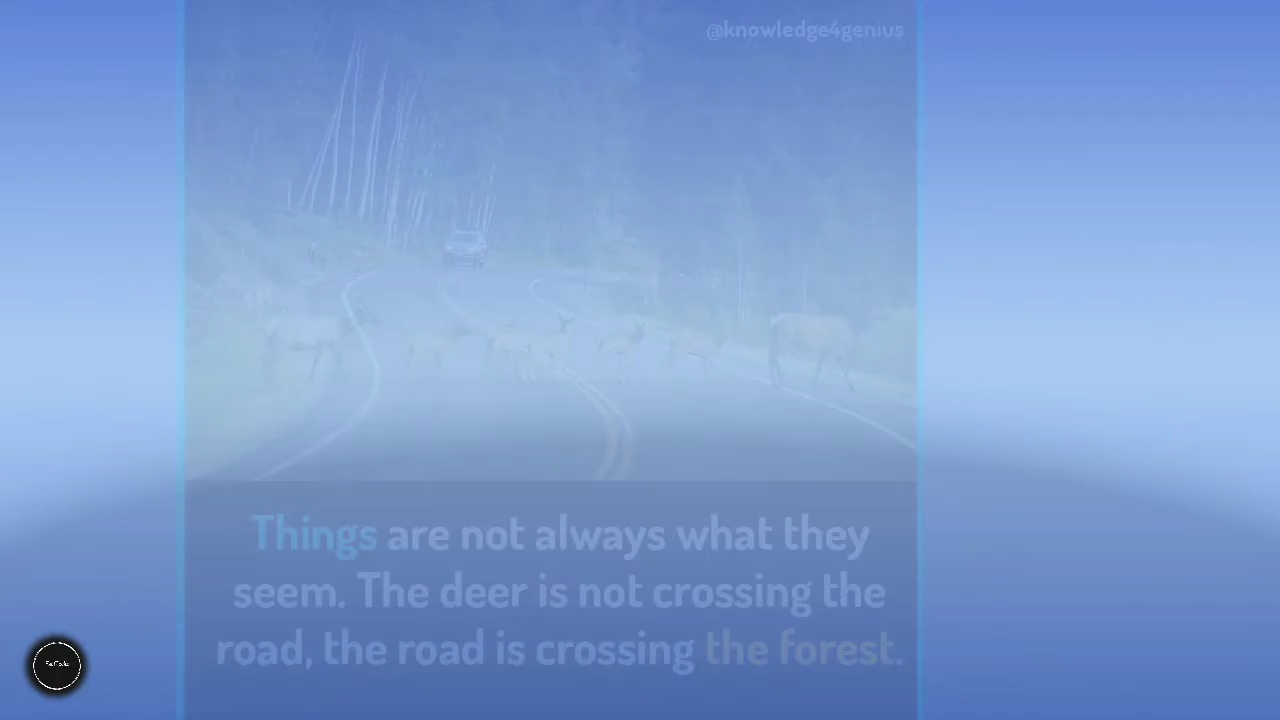 @knowledge4genius
Things are not always what they
seem. The deer is not crossing the
road, the road is crossing the forest.